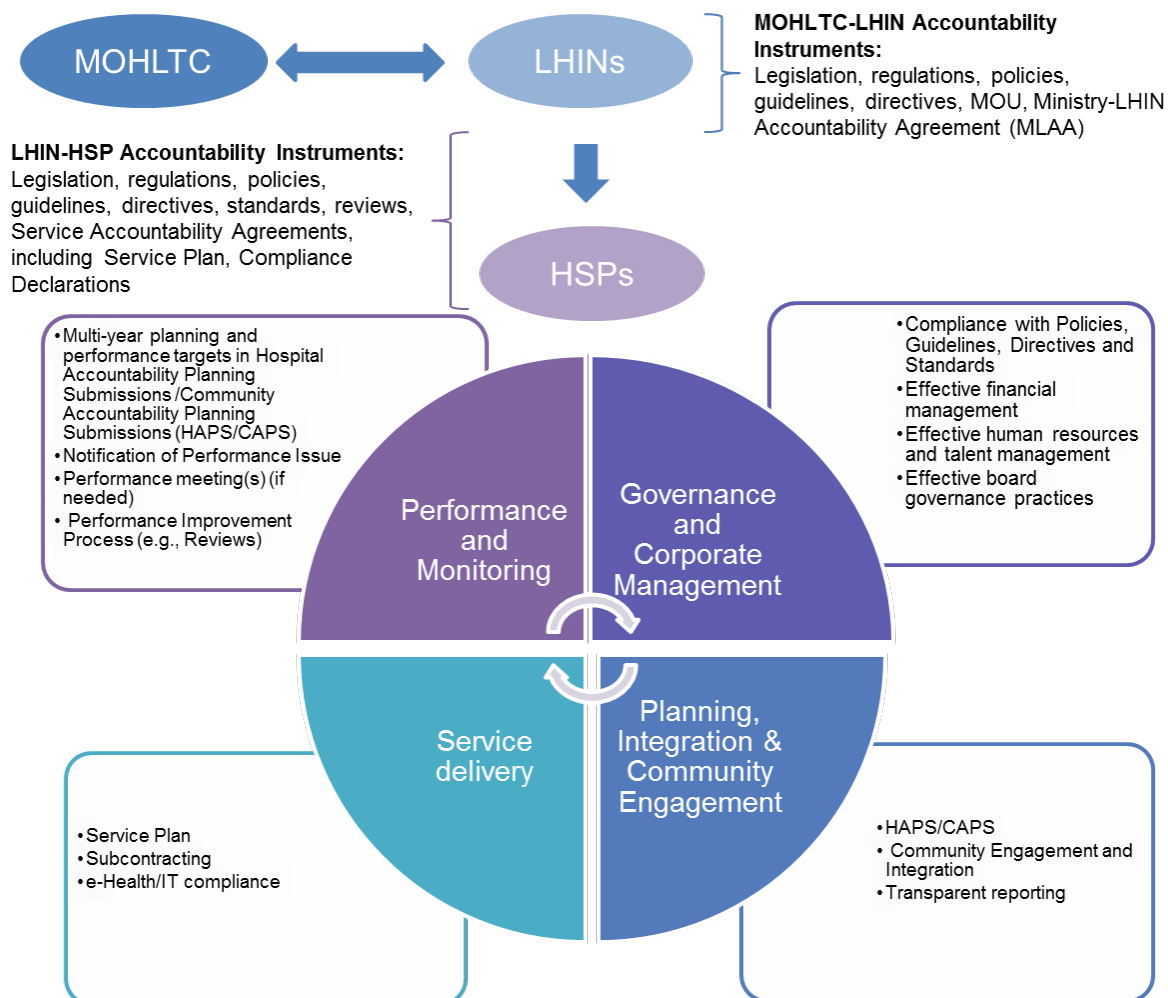 MOHLTC
LHINs
MOHLTC-LHIN Accountability
Instruments:
Legislation, regulations, policies,
guidelines, directives, MOU, Ministry-LHIN
Accountability Agreement (MLAA)
LHIN-HSP Accountability Instruments:
Legislation, regulations, policies,
guidelines, directives, standards, reviews,
Service Accountability Agreements,
including Service Plan, Compliance
Declarations
HSPs
•Multi-year planning and
performance targets in Hospital
Accountability Planning
Submissions/Community
Accountability Planning
Submissions (HAPS/CAPS)
•Notification of Performance Issue
•Performance meeting(s) (if
needed)
• Performance Improvement
Process (e.g., Reviews)
•Compliance with Policies,
Guidelines, Directives and
Standards
•Effective financial
management
•Effective human resources
and talent management
•Effective board
governance practices
Performance
and
Monitoring
Governance
and
Corporate
Management
Service
delivery
Planning,
Integration &
Community
Engagement
•Service Plan
•Subcontracting
•e-Health/IT compliance
•HAPS/CAPS
• Community Engagement and
Integration
•Transparent reporting